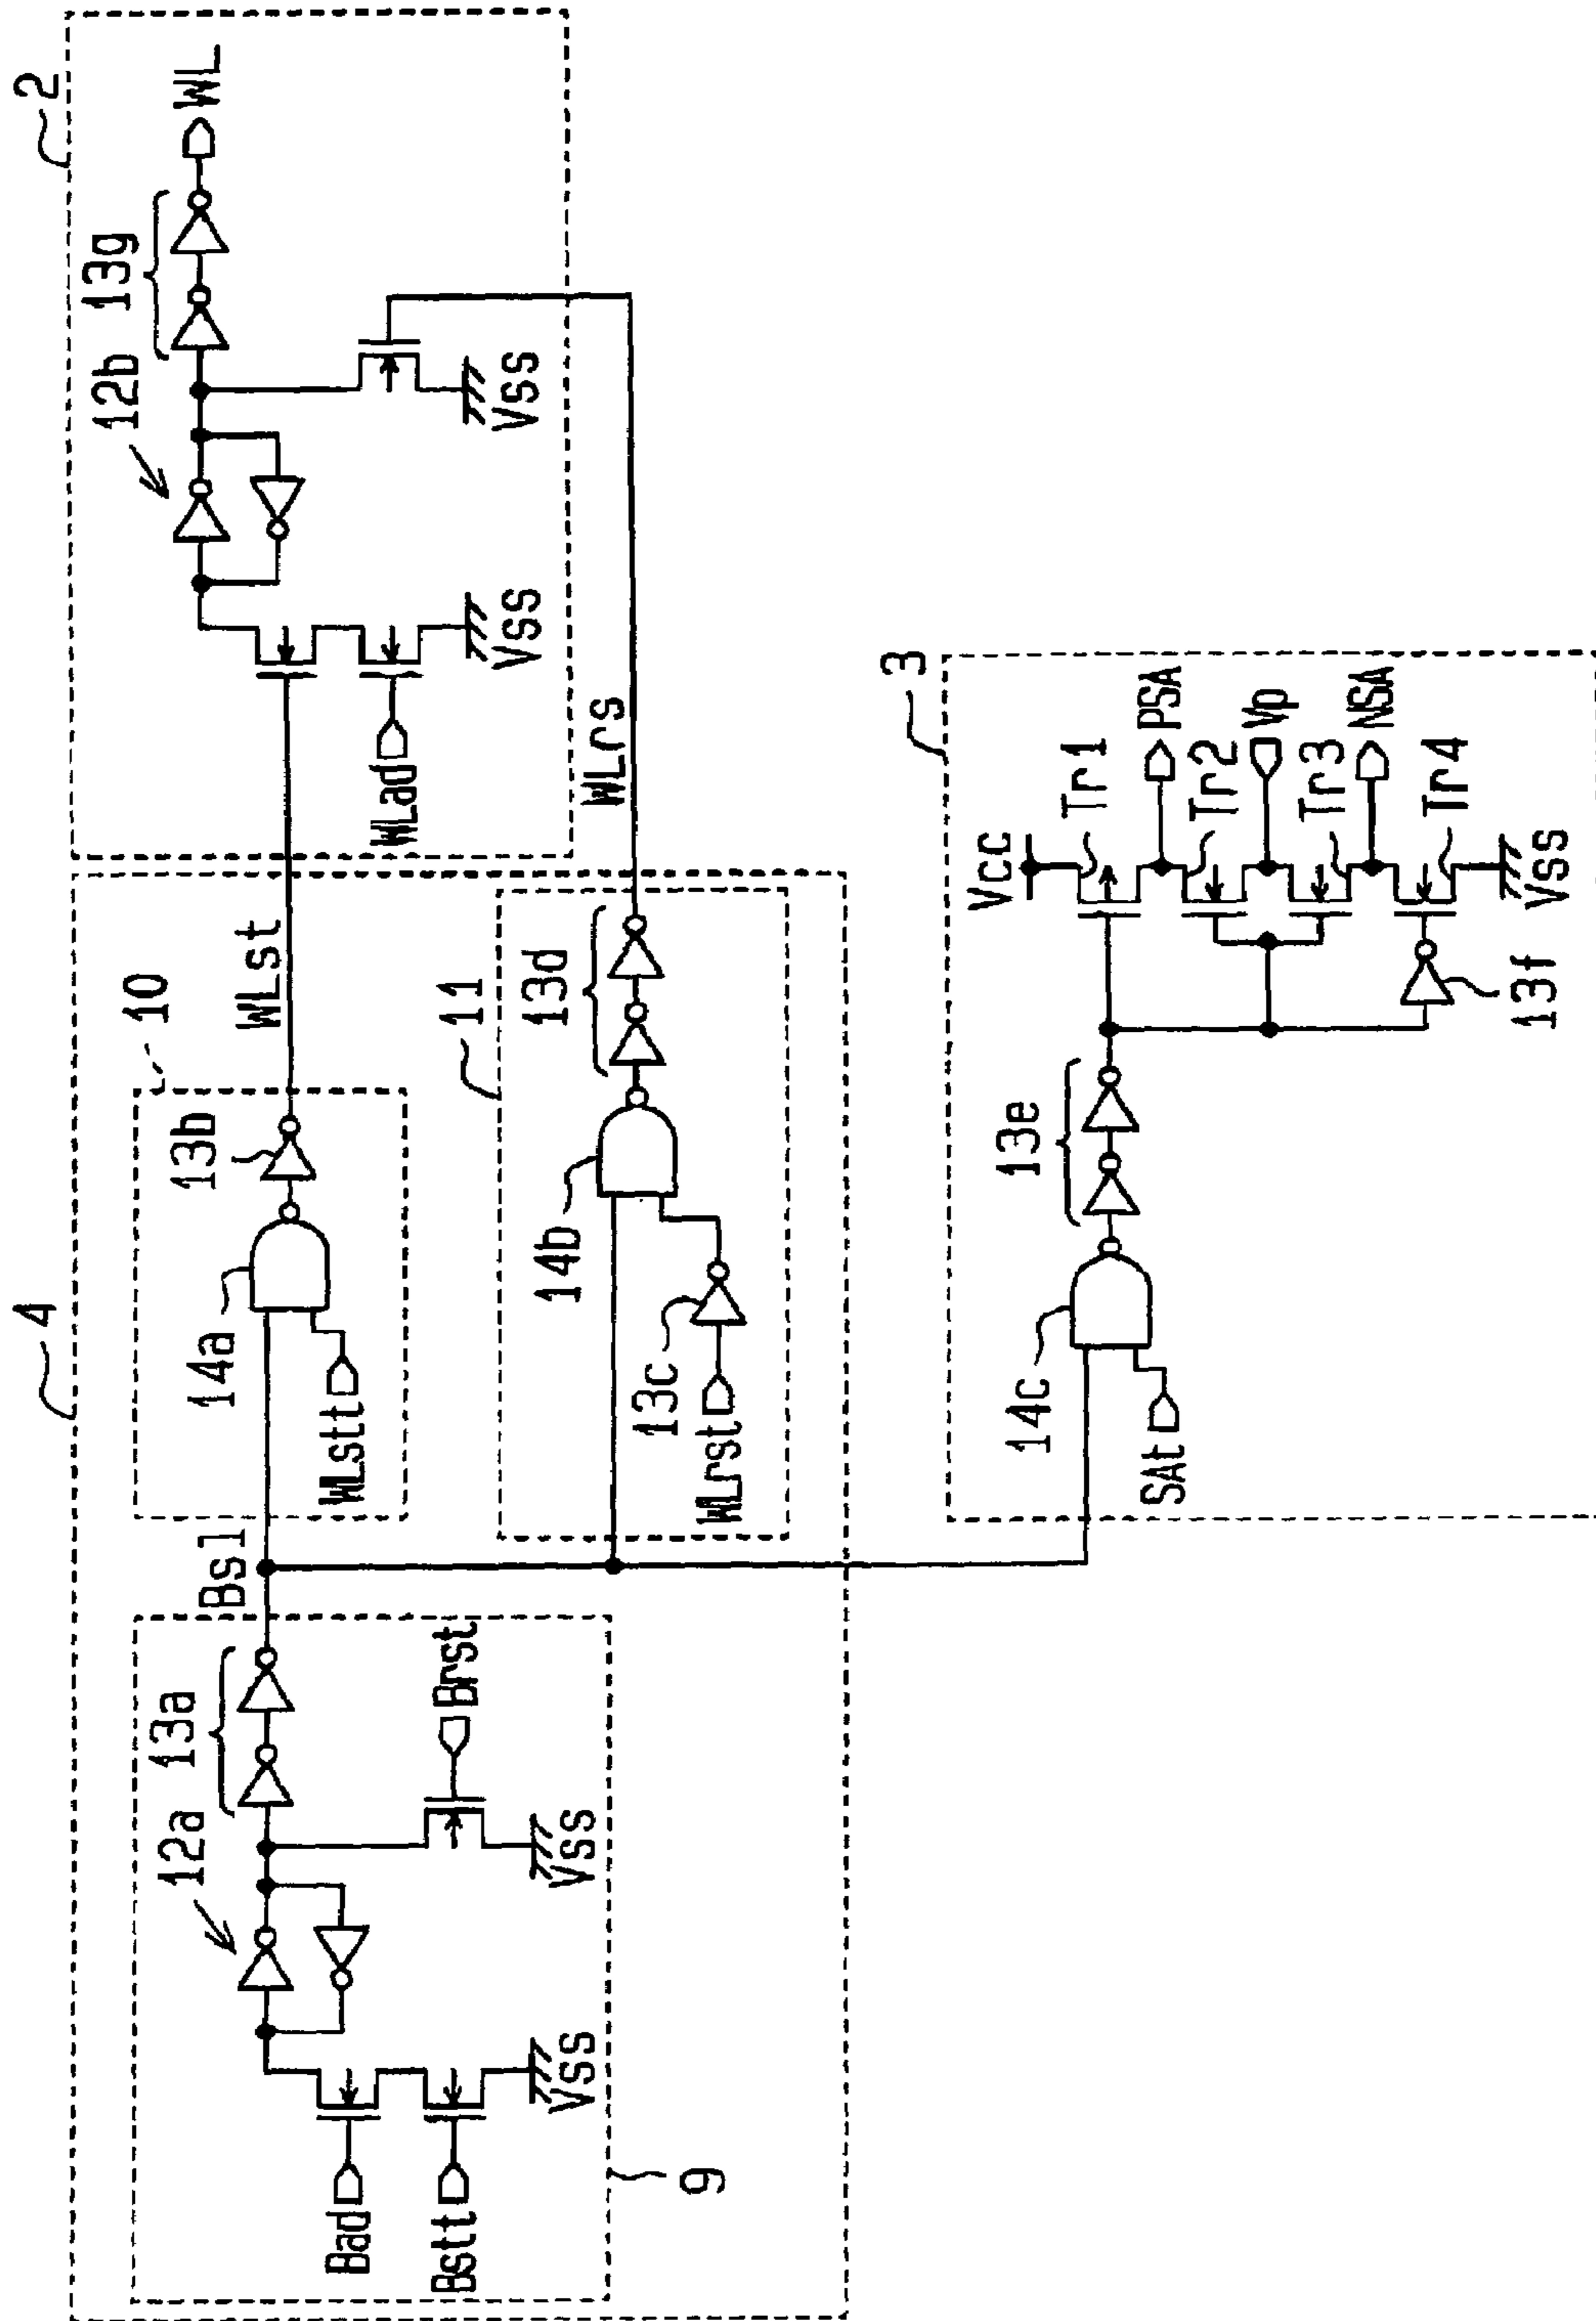 4
2
9
Bad
Bstt
Vss
12a
13a
Brst
Vss
Bsl
10
14a
WLstt
13b
WLst
11
14b
13c
WLrst
13d
WLrs
WLad
Vss
12b
13g
WL
Vss
3
14c
SAt
13e
Vcc
Tr1
PSA
Tr2
Vp
Tr3
NSA
Tr4
Vss
13f